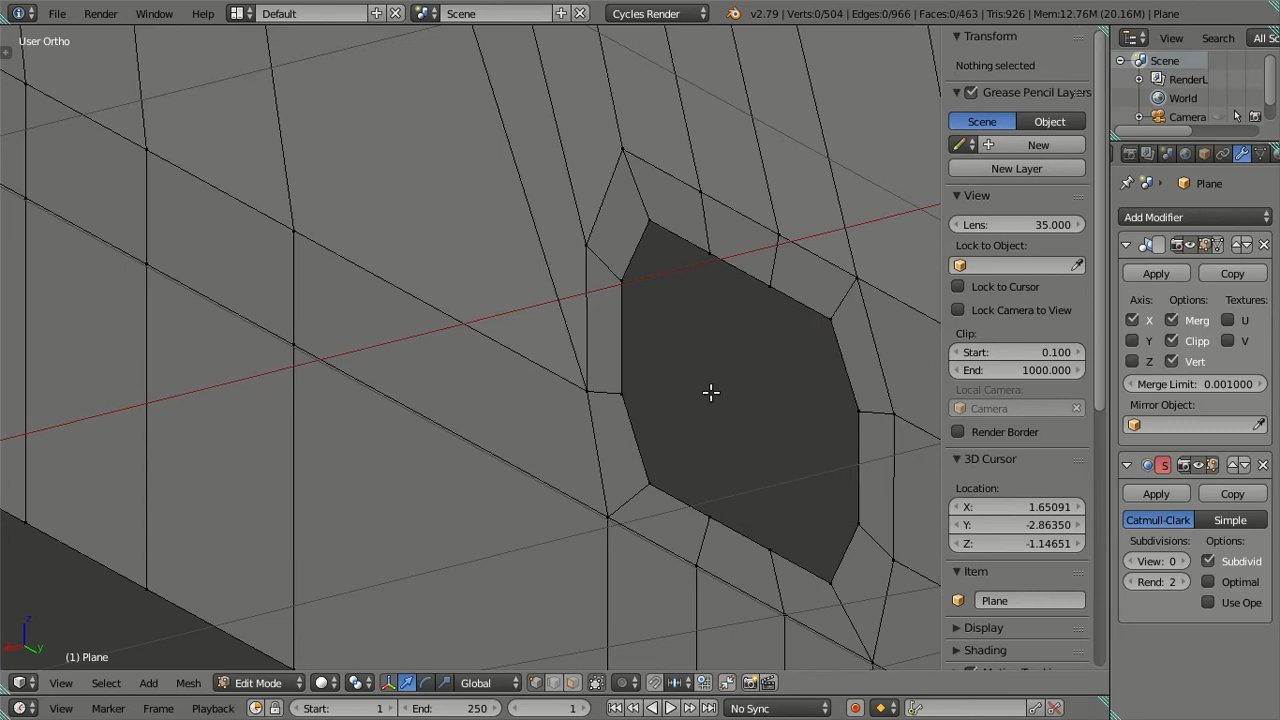 File Render Window Help Default Scene Cycles Render v2.79 | Verts:0/504 | Edges:0/966 | Faces:0/463 | Tris:926 | Mem:12.76M (20.16M) | Plane
User Ortho
Transform
Nothing selected
Grease Pencil Layers
Scene Object
New
New Layer
View
Lens: 35.000
Lock to Object:
Lock to Cursor
Lock Camera to View
Clip:
Start: 0.100
End: 1000.000
Local Camera:
Camera
Render Border
3D Cursor
Location:
X: 1.65091
Y: -2.86350
Z: -1.14651
Item
Plane
Display
Shading
View Search All Sc
Scene
RenderL
World
Camera
Plane
Add Modifier
Apply Copy
Axis: Options: Textures:
X Merg U
Y Clipp V
Z Vert
Merge Limit: 0.001000
Mirror Object:
S
Apply Copy
Catmull-Clark Simple
Subdivisions: Options:
View: 0 Subdivid
Rend: 2 Optimal
Use Ope
z
y
(1) Plane
View Select Add Mesh Edit Mode Global
View Marker Frame Playback Start: 1 End: 250 1 No Sync